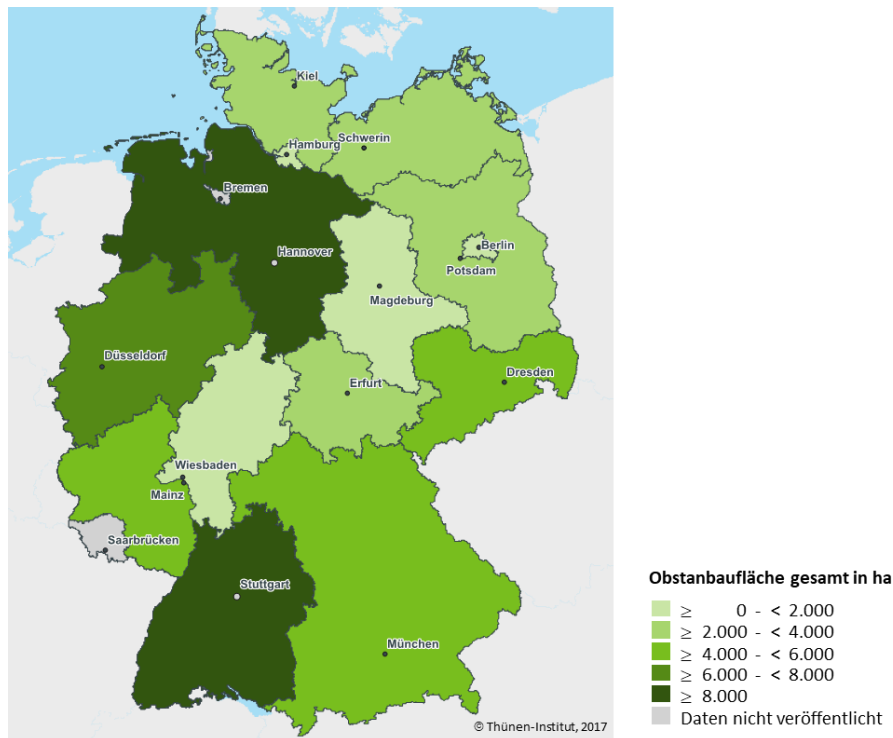 Kiel
Schwerin
Hamburg
Bremen
Berlin
Hannover
Potsdam
Magdeburg
Düsseldorf
Dresden
Erfurt
Wiesbaden
Mainz
Saarbrücken
Stuttgart
München
© Thünen-Institut, 2017
Obstanbaufläche gesamt in ha
≥ 0 - < 2.000
≥ 2.000 - < 4.000
≥ 4.000 - < 6.000
≥ 6.000 - < 8.000
≥ 8.000
Daten nicht veröffentlicht